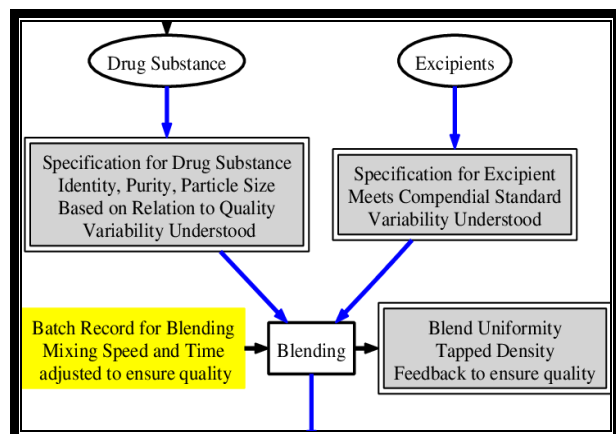 Drug Substance
Excipients
Specification for Drug Substance
Identity, Purity, Particle Size
Based on Relation to Quality
Variability Understood
Specification for Excipient
Meets Compendial Standard
Variability Understood
Batch Record for Blending
Mixing Speed and Time
adjusted to ensure quality
Blending
Blend Uniformity
Tapped Density
Feedback to ensure quality